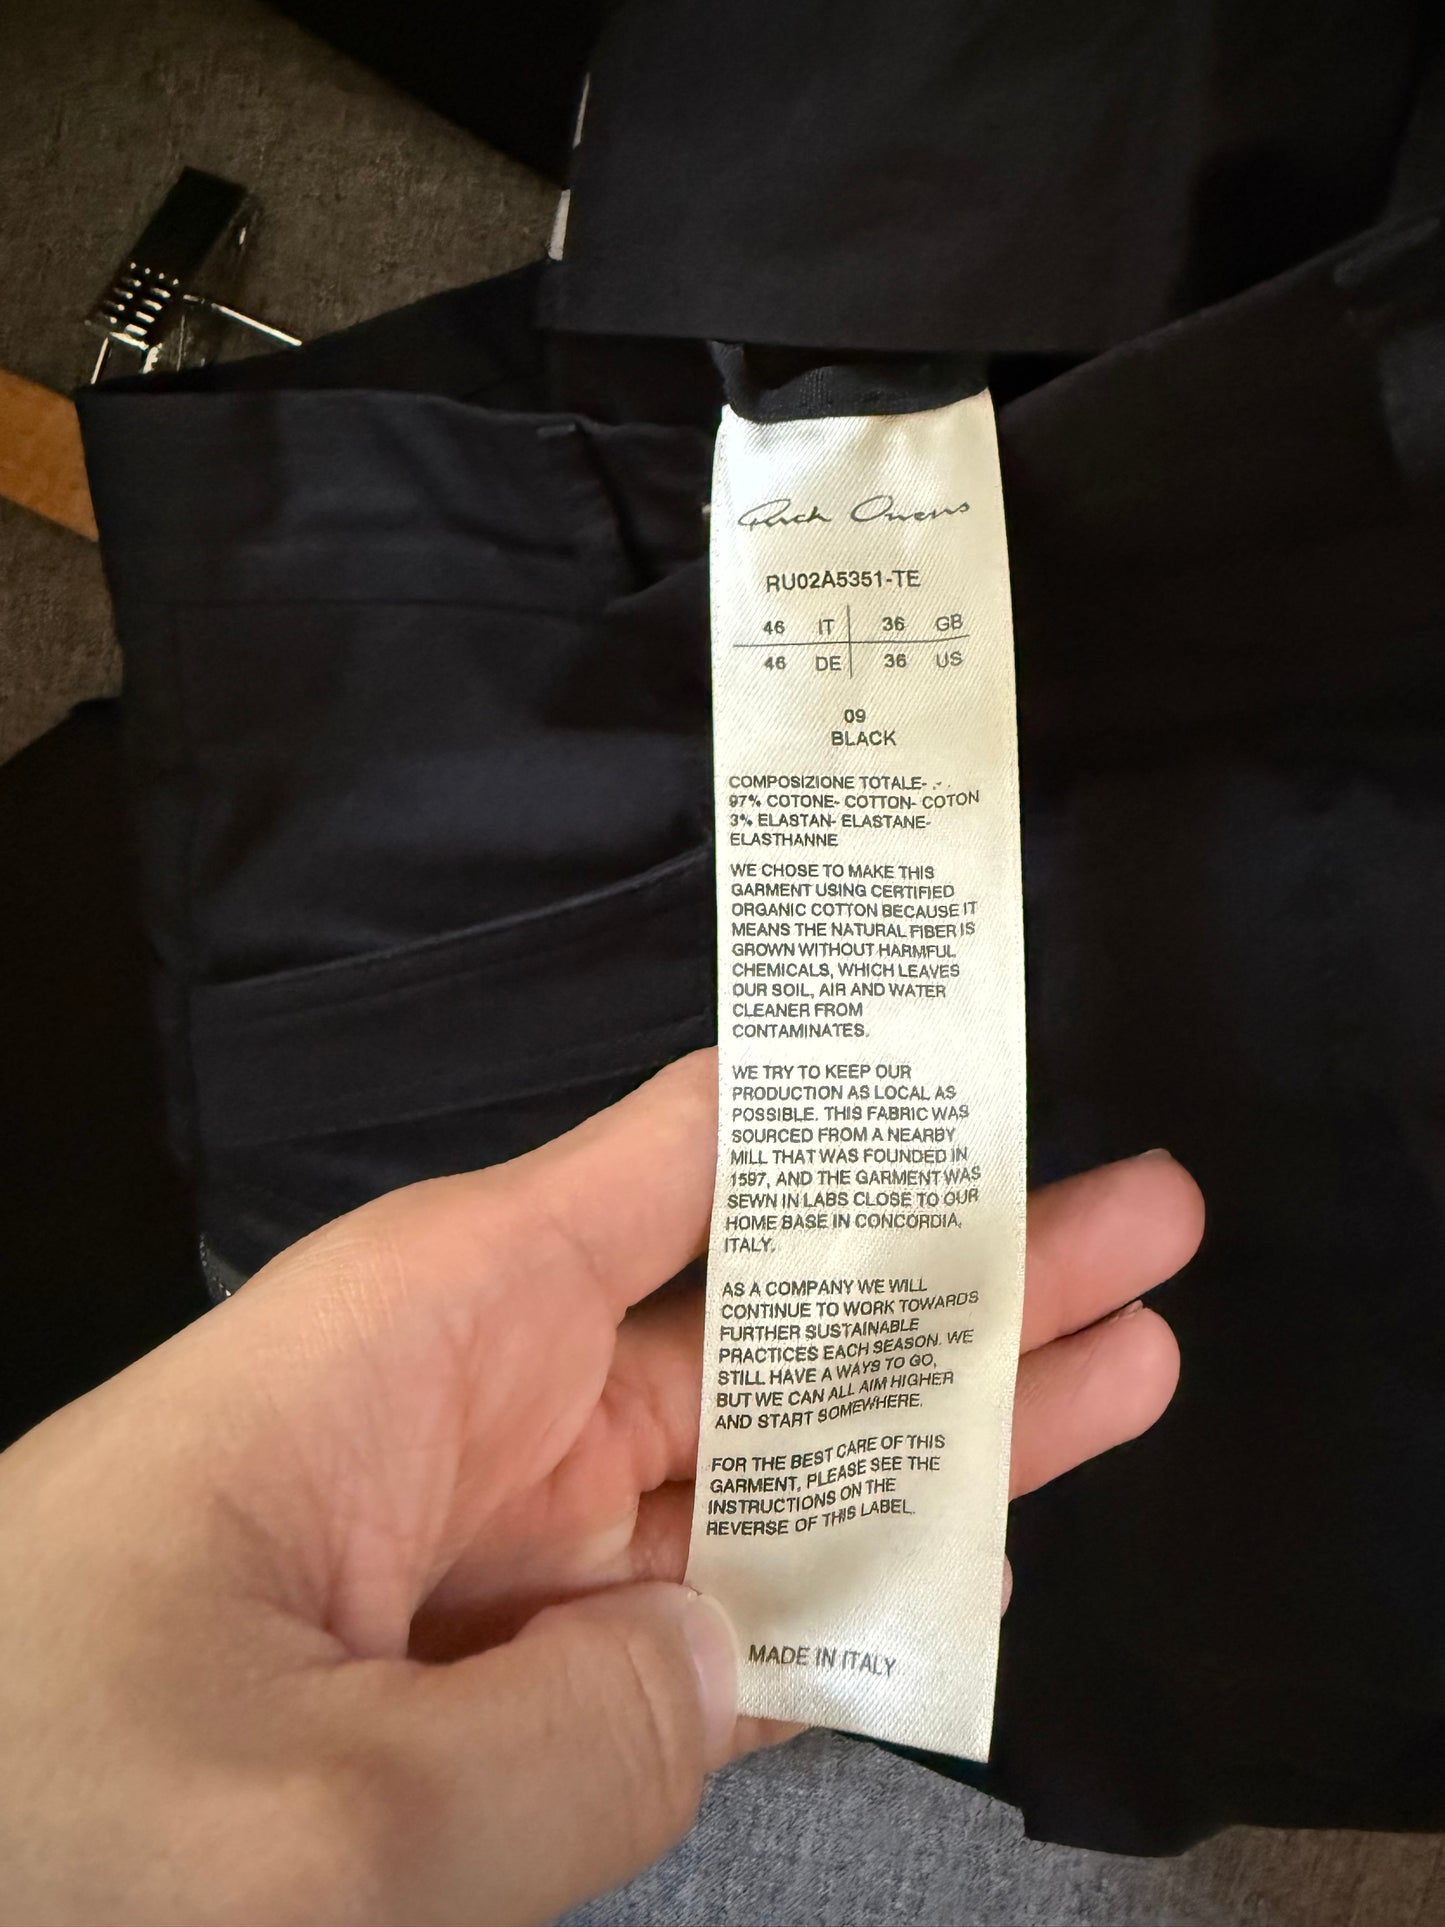 Rick Owens
RU02A5351-TE
46 IT 36 GB
46 DE 36 US
09
BLACK
COMPOSIZIONE TOTALE- - .
97% COTONE- COTTON- COTON
3% ELASTAN- ELASTANE-
ELASTHANNE
WE CHOSE TO MAKE THIS
GARMENT USING CERTIFIED
ORGANIC COTTON BECAUSE IT
MEANS THE NATURAL FIBER IS
GROWN WITHOUT HARMFUL
CHEMICALS, WHICH LEAVES
OUR SOIL, AIR AND WATER
CLEANER FROM
CONTAMINATES.
WE TRY TO KEEP OUR
PRODUCTION AS LOCAL AS
POSSIBLE. THIS FABRIC WAS
SOURCED FROM A NEARBY
MILL THAT WAS FOUNDED IN
1597, AND THE GARMENT WAS
SEWN IN LABS CLOSE TO OUR
HOME BASE IN CONCORDIA,
ITALY.
AS A COMPANY WE WILL
CONTINUE TO WORK TOWARDS
FURTHER SUSTAINABLE
PRACTICES EACH SEASON. WE
STILL HAVE A WAYS TO GO,
BUT WE CAN ALL AIM HIGHER
AND START SOMEWHERE.
FOR THE BEST CARE OF THIS
GARMENT, PLEASE SEE THE
INSTRUCTIONS ON THE
REVERSE OF THIS LABEL.
MADE IN ITALY